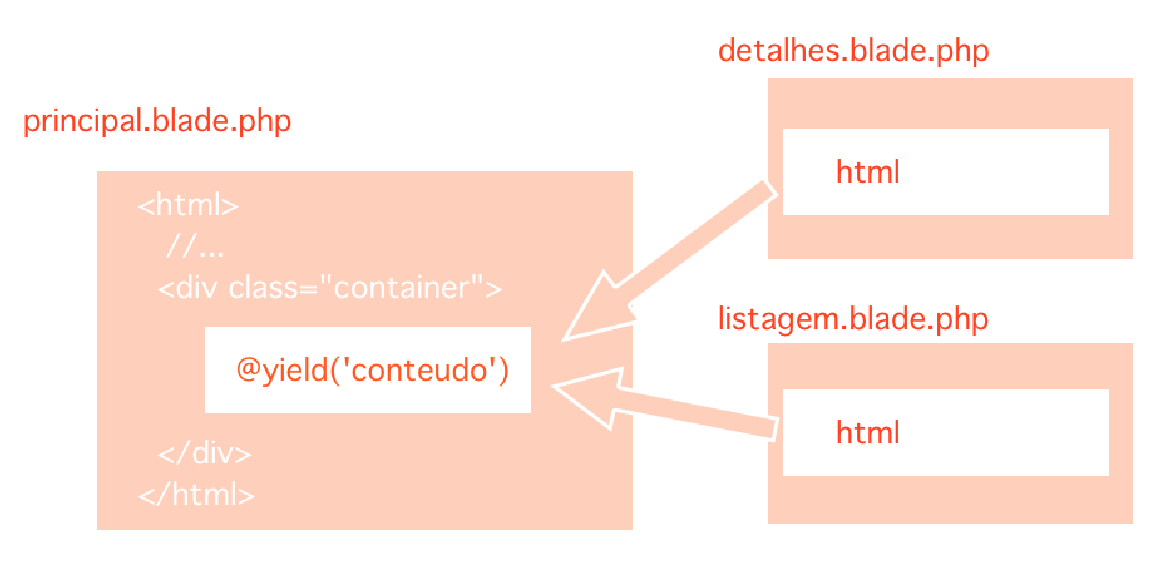 principal.blade.php
<html>
//...
<div class="container">
@yield('conteudo')
</div>
</html>
detalhes.blade.php
html
listagem.blade.php
html